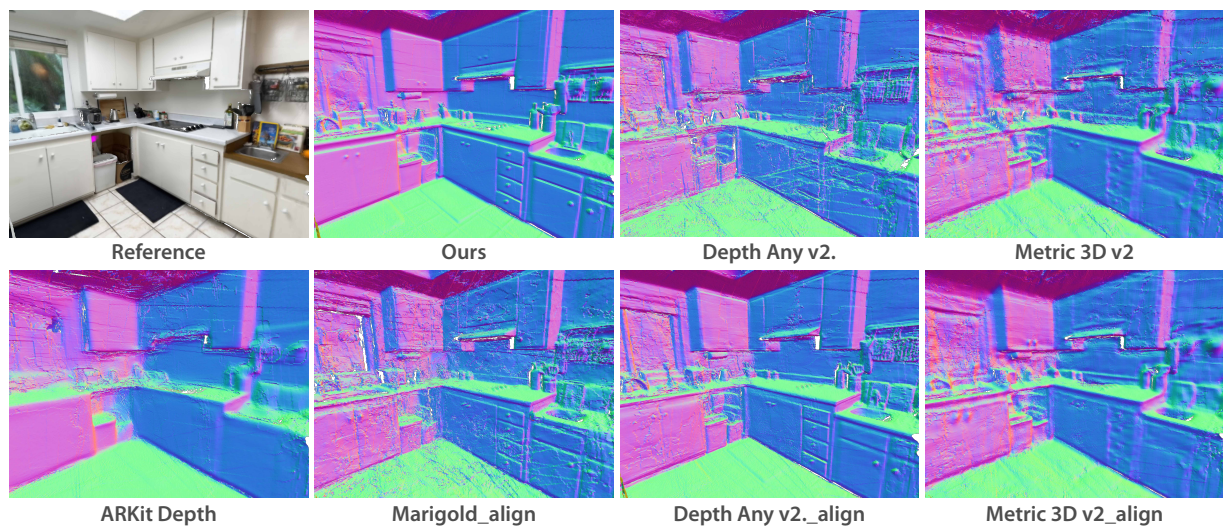 Reference
Ours
Depth Any v2.
Metric 3D v2
ARKit Depth
Marigold_align
Depth Any v2._align
Metric 3D v2_align